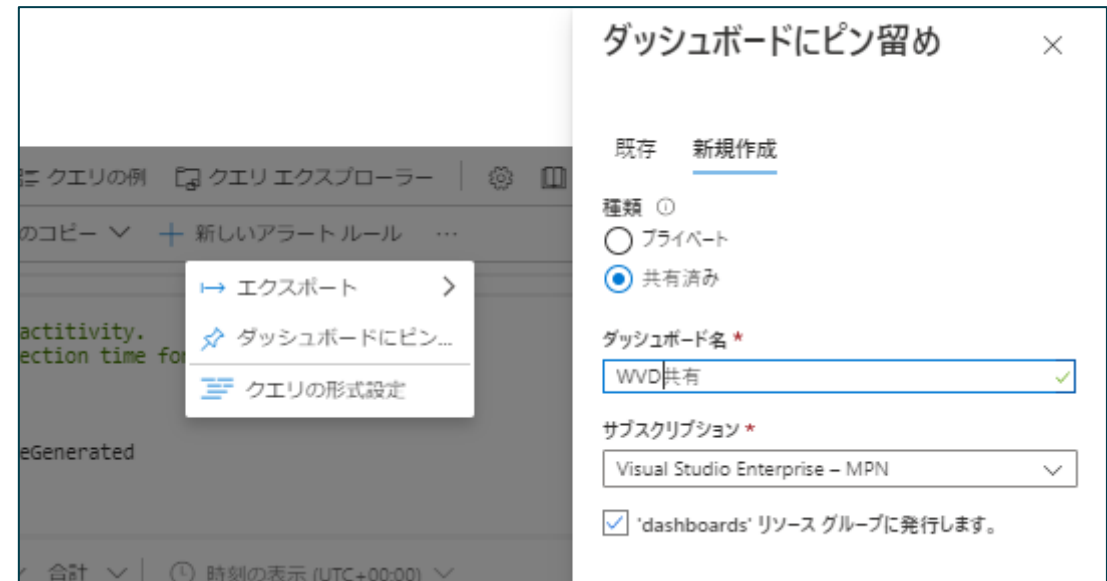 ダッシュボードにピン留め
既存 新規作成
種類
プライベート
共有済み
ダッシュボード名 *
WVD共有
サブスクリプション *
Visual Studio Enterprise – MPN
'dashboards' リソース グループに発行します。
クエリの例 クエリ エクスプローラー
のコピー + 新しいアラート ルール ...
エクスポート
ダッシュボードにピン...
クエリの形式設定
actitivity.
ection time for
eGenerated
合計 時刻の表示 (UTC+00:00)